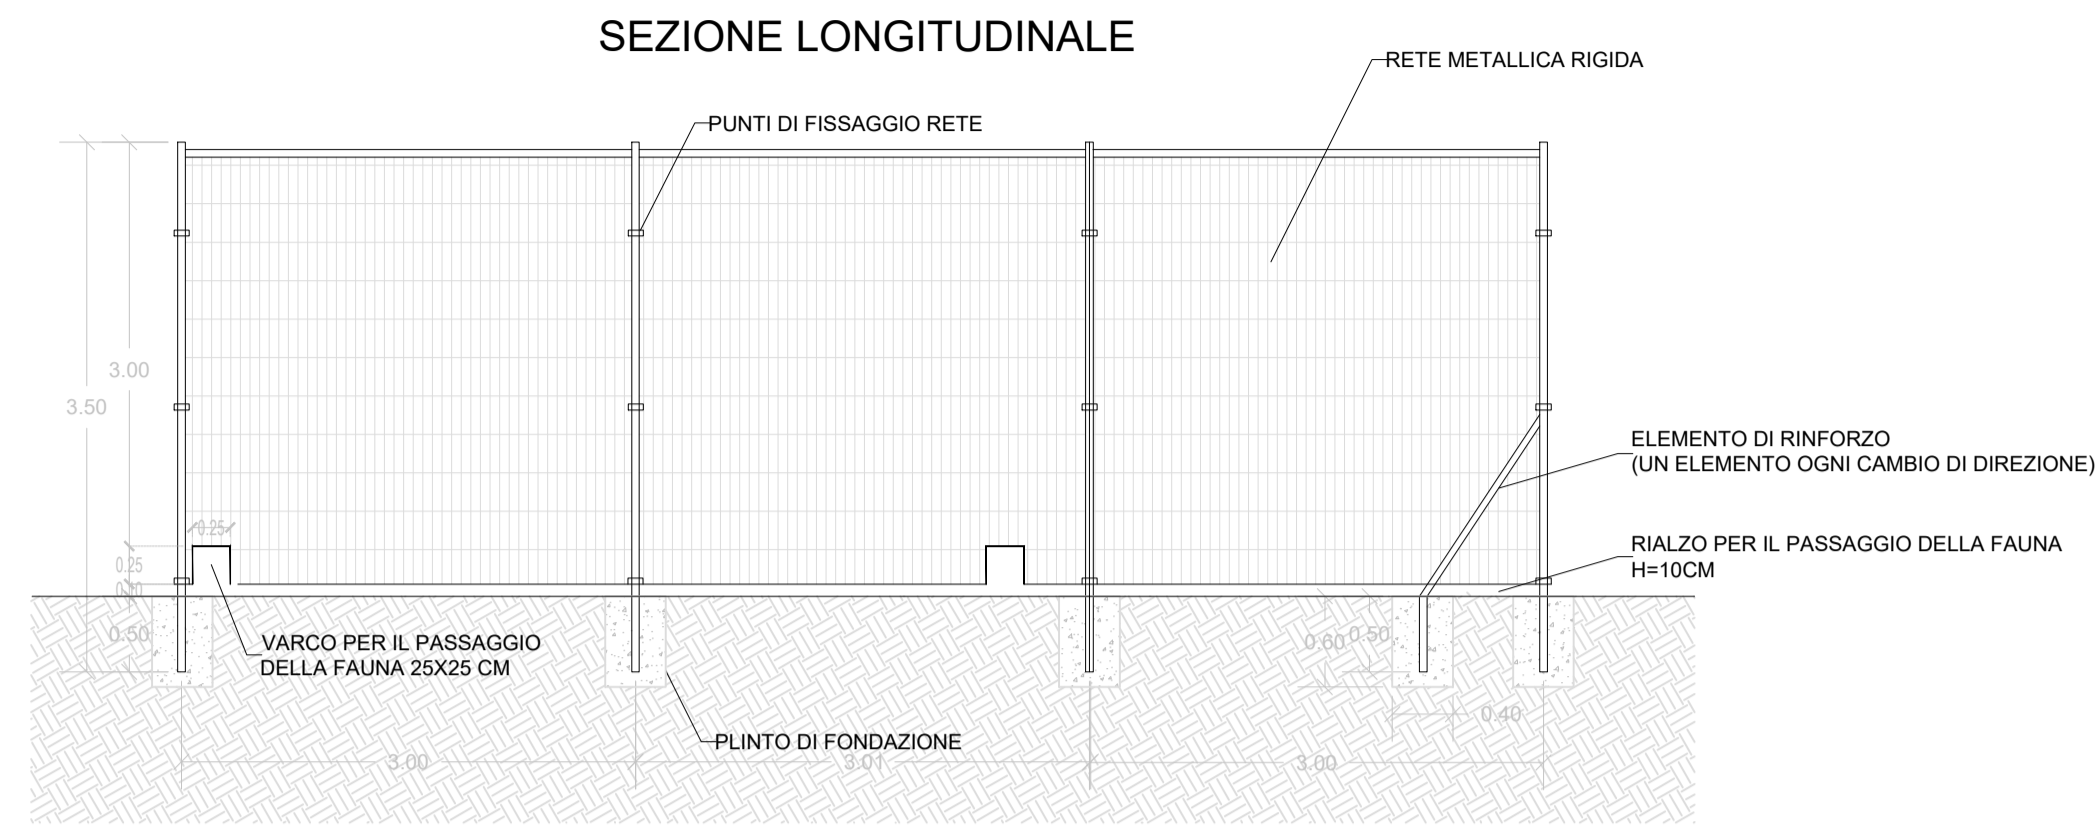 SEZIONE LONGITUDINALE
RETE METALLICA RIGIDA
PUNTI DI FISSAGGIO RETE
3.00
3.50
ELEMENTO DI RINFORZO
(UN ELEMENTO OGNI CAMBIO DI DIREZIONE)
0.25
RIALZO PER IL PASSAGGIO DELLA FAUNA
H=10CM
0.25
0.10
0.50
VARCO PER IL PASSAGGIO
DELLA FAUNA 25X25 CM
0.60
0.50
0.40
PLINTO DI FONDAZIONE
3.00
3.01
3.00